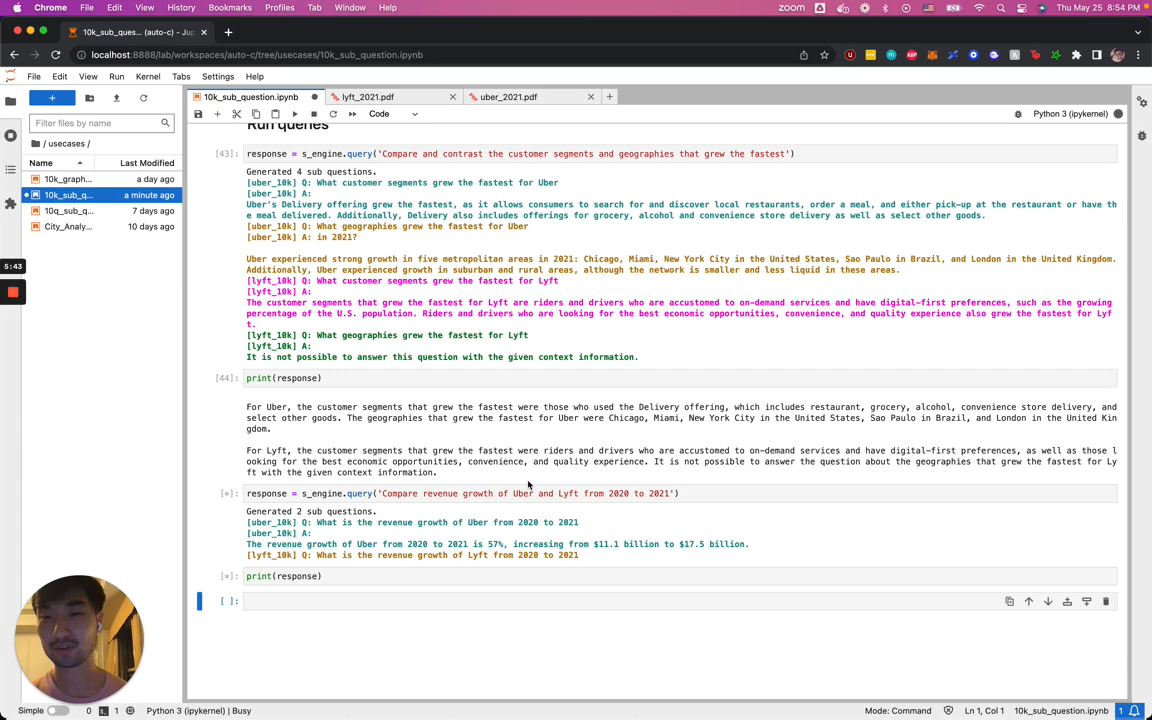 Chrome File Edit View History Bookmarks Profiles Tab Window Help zoom Thu May 25 8:54 PM
10k_sub_ques... (auto-c) - Jup
localhost:8888/lab/workspaces/auto-c/tree/usecases/10k_sub_question.ipynb
File Edit View Run Kernel Tabs Settings Help
10k_sub_question.ipynb lyft_2021.pdf uber_2021.pdf
Code Python 3 (ipykernel)
Filter files by name
/ usecases /
Name Last Modified
10k_graph... a day ago
10k_sub_q... a minute ago
10q_sub_q... 7 days ago
City_Analy... 10 days ago
5:43
Run queries
[43]: response = s_engine.query('Compare and contrast the customer segments and geographies that grew the fastest')
Generated 4 sub questions.
[uber_10k] Q: What customer segments grew the fastest for Uber
[uber_10k] A:
Uber's Delivery offering grew the fastest, as it allows consumers to search for and discover local restaurants, order a meal, and either pick-up at the restaurant or have th
e meal delivered. Additionally, Delivery also includes offerings for grocery, alcohol and convenience store delivery as well as select other goods.
[uber_10k] Q: What geographies grew the fastest for Uber
[uber_10k] A: in 2021?
Uber experienced strong growth in five metropolitan areas in 2021: Chicago, Miami, New York City in the United States, Sao Paulo in Brazil, and London in the United Kingdom.
Additionally, Uber experienced growth in suburban and rural areas, although the network is smaller and less liquid in these areas.
[lyft_10k] Q: What customer segments grew the fastest for Lyft
[lyft_10k] A:
The customer segments that grew the fastest for Lyft are riders and drivers who are accustomed to on-demand services and have digital-first preferences, such as the growing
percentage of the U.S. population. Riders and drivers who are looking for the best economic opportunities, convenience, and quality experience also grew the fastest for Lyf
t.
[lyft_10k] Q: What geographies grew the fastest for Lyft
[lyft_10k] A:
It is not possible to answer this question with the given context information.
[44]: print(response)
For Uber, the customer segments that grew the fastest were those who used the Delivery offering, which includes restaurant, grocery, alcohol, convenience store delivery, and
select other goods. The geographies that grew the fastest for Uber were Chicago, Miami, New York City in the United States, Sao Paulo in Brazil, and London in the United Kin
gdom.
For Lyft, the customer segments that grew the fastest were riders and drivers who are accustomed to on-demand services and have digital-first preferences, as well as those l
ooking for the best economic opportunities, convenience, and quality experience. It is not possible to answer the question about the geographies that grew the fastest for Ly
ft with the given context information.
[*]: response = s_engine.query('Compare revenue growth of Uber and Lyft from 2020 to 2021')
Generated 2 sub questions.
[uber_10k] Q: What is the revenue growth of Uber from 2020 to 2021
[uber_10k] A:
The revenue growth of Uber from 2020 to 2021 is 57%, increasing from $11.1 billion to $17.5 billion.
[lyft_10k] Q: What is the revenue growth of Lyft from 2020 to 2021
[*]: print(response)
[ ]:
Simple 0 1 Python 3 (ipykernel) | Busy Mode: Command Ln 1, Col 1 10k_sub_question.ipynb 1